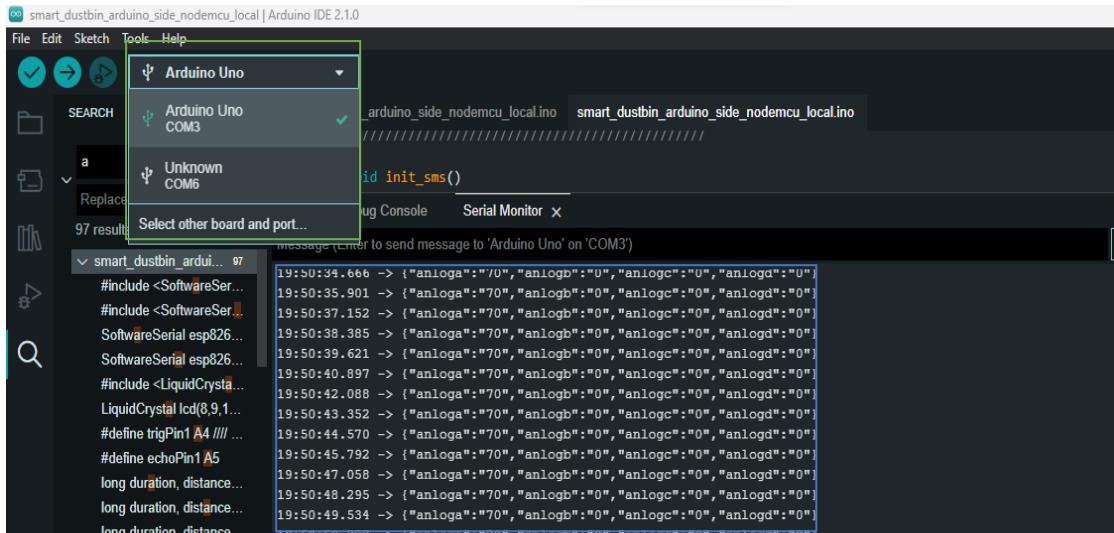 smart_dustbin_arduino_side_nodemcu_local | Arduino IDE 2.1.0
File Edit Sketch Tools Help
Arduino Uno
SEARCH
Arduino Uno
COM3
Unknown
COM6
Select other board and port...
_arduino_side_nodemcu_local.ino smart_dustbin_arduino_side_nodemcu_local.ino
/////////////////////////////////////////////
a
id init_sms()
Replace
ug Console Serial Monitor
97 result
Message (Enter to send message to 'Arduino Uno' on 'COM3')
smart_dustbin_ardui... 97
#include <SoftwareSer...
#include <SoftwareSer...
SoftwareSerial esp826...
SoftwareSerial esp826...
#include <LiquidCrysta...
LiquidCrystal lcd(8,9,1...
#define trigPin1 A4 //// ...
#define echoPin1 A5
long duration, distance...
long duration, distance...
long duration, distance
19:50:34.666 -> {"anloga":"70","anlogb":"0","anlogc":"0","anlogd":"0"}
19:50:35.901 -> {"anloga":"70","anlogb":"0","anlogc":"0","anlogd":"0"}
19:50:37.152 -> {"anloga":"70","anlogb":"0","anlogc":"0","anlogd":"0"}
19:50:38.385 -> {"anloga":"70","anlogb":"0","anlogc":"0","anlogd":"0"}
19:50:39.621 -> {"anloga":"70","anlogb":"0","anlogc":"0","anlogd":"0"}
19:50:40.897 -> {"anloga":"70","anlogb":"0","anlogc":"0","anlogd":"0"}
19:50:42.088 -> {"anloga":"70","anlogb":"0","anlogc":"0","anlogd":"0"}
19:50:43.352 -> {"anloga":"70","anlogb":"0","anlogc":"0","anlogd":"0"}
19:50:44.570 -> {"anloga":"70","anlogb":"0","anlogc":"0","anlogd":"0"}
19:50:45.792 -> {"anloga":"70","anlogb":"0","anlogc":"0","anlogd":"0"}
19:50:47.058 -> {"anloga":"70","anlogb":"0","anlogc":"0","anlogd":"0"}
19:50:48.295 -> {"anloga":"70","anlogb":"0","anlogc":"0","anlogd":"0"}
19:50:49.534 -> {"anloga":"70","anlogb":"0","anlogc":"0","anlogd":"0"}